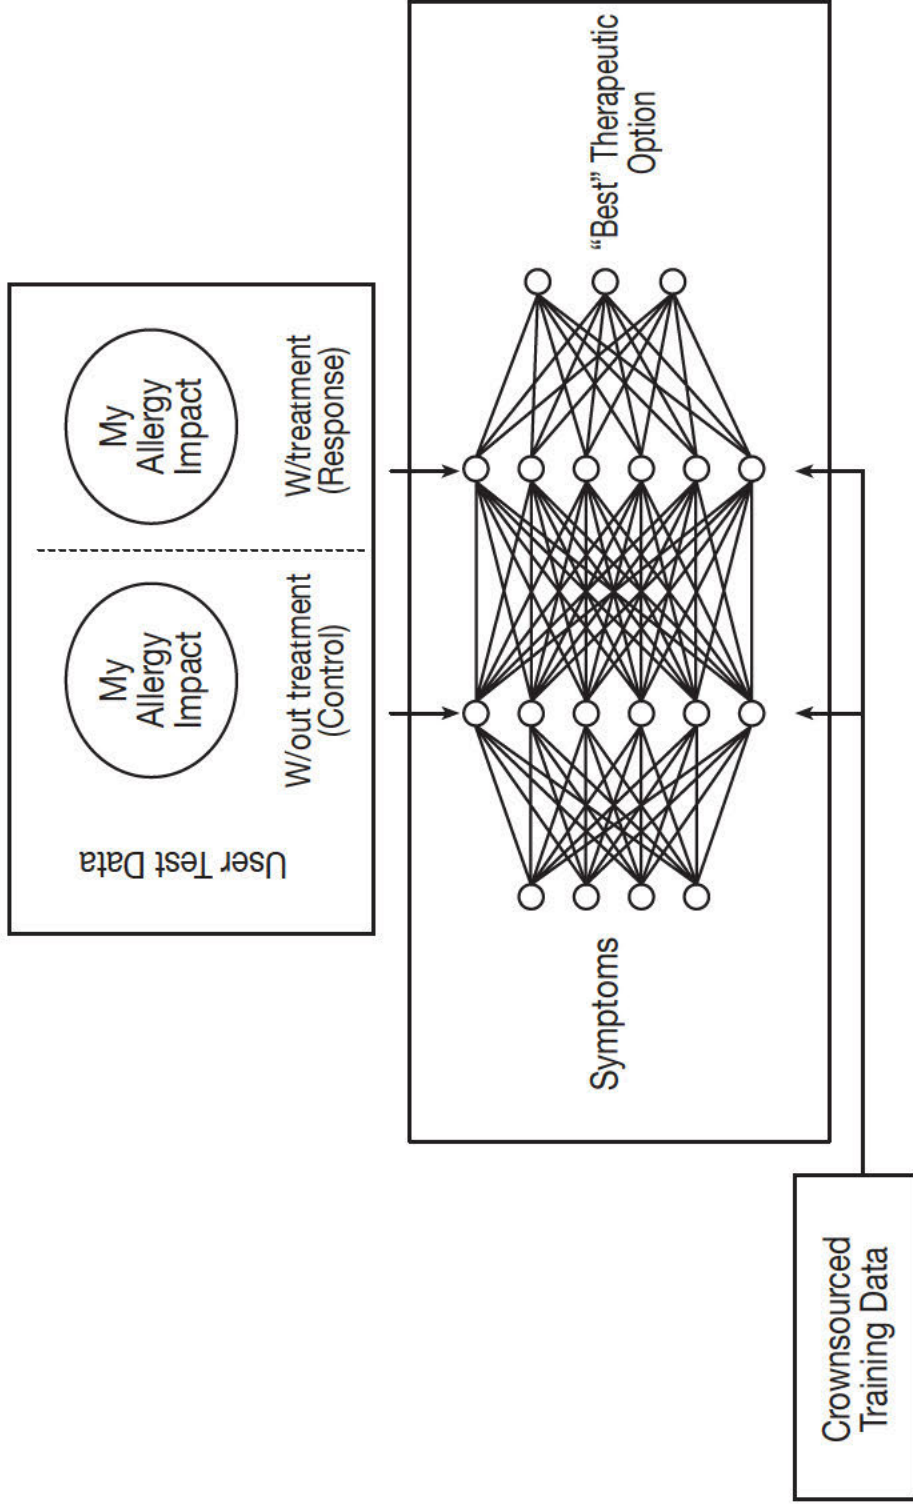 User Test Data
My
Allergy
Impact
W/out treatment
(Control)
My
Allergy
Impact
W/treatment
(Response)
Symptoms
“Best” Therapeutic
Option
Crownsourced
Training Data